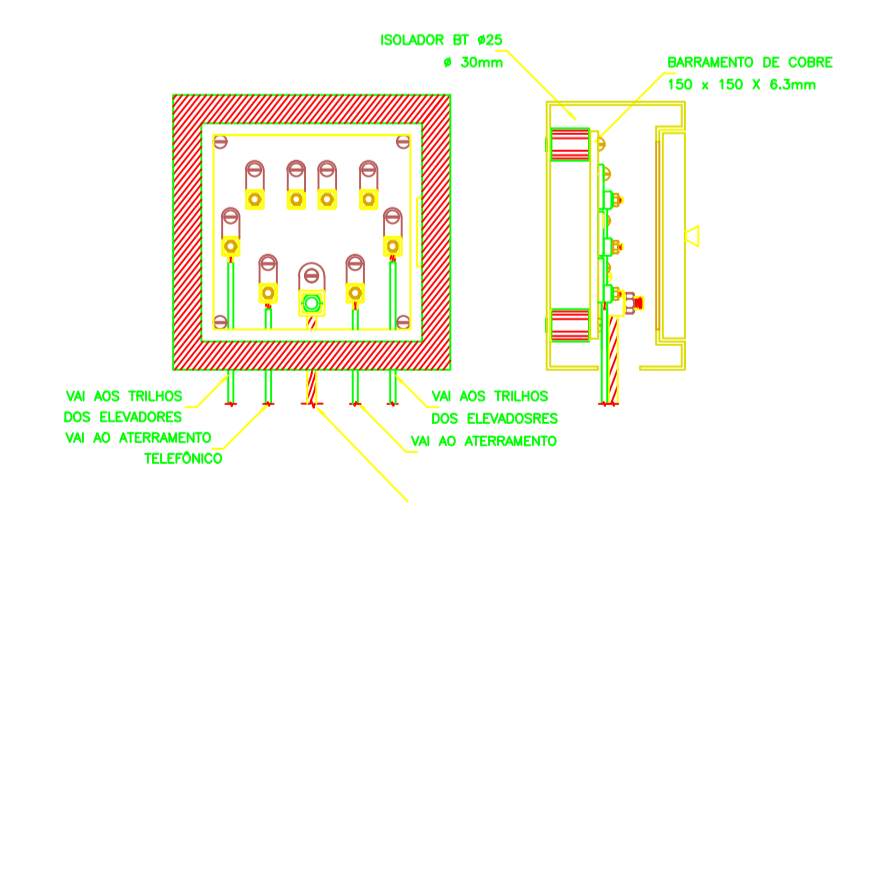 ISOLADOR BT ø25
ø 30mm
BARRAMENTO DE COBRE
150 x 150 X 6.3mm
VAI AOS TRILHOS
DOS ELEVADORES
VAI AO ATERRAMENTO
TELEFÔNICO
VAI AOS TRILHOS
DOS ELEVADOSRES
VAI AO ATERRAMENTO